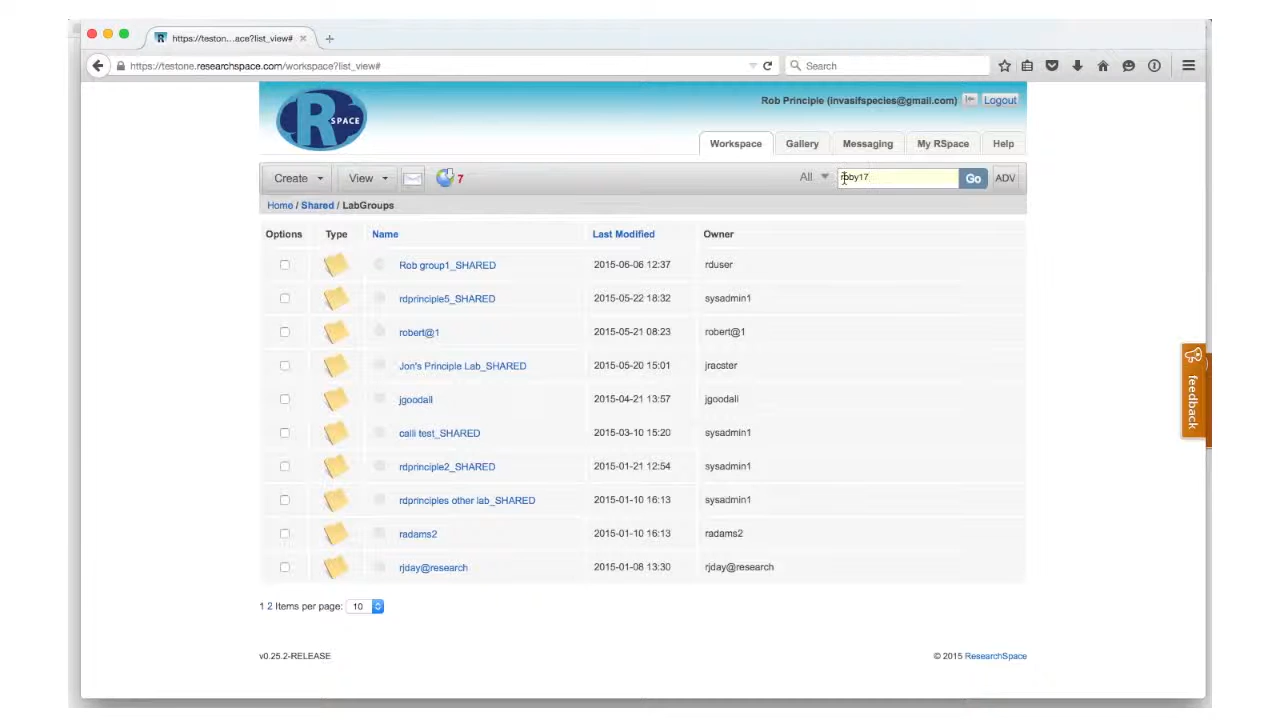 https://teston...ace?list_view#
https://testone.researchspace.com/workspace?list_view#
Search
R SPACE
Rob Principle (invasifspecies@gmail.com) Logout
Workspace Gallery Messaging My RSpace Help
Create View 7 All roby17 Go ADV
Home / Shared / LabGroups
Options Type Name Last Modified Owner
Rob group1_SHARED 2015-06-06 12:37 rduser
rdprinciple5_SHARED 2015-05-22 18:32 sysadmin1
robert@1 2015-05-21 08:23 robert@1
Jon's Principle Lab_SHARED 2015-05-20 15:01 jracster
jgoodall 2015-04-21 13:57 jgoodall
calli test_SHARED 2015-03-10 15:20 sysadmin1
rdprinciple2_SHARED 2015-01-21 12:54 sysadmin1
rdprinciples other lab_SHARED 2015-01-10 16:13 sysadmin1
radams2 2015-01-10 16:13 radams2
rjday@research 2015-01-08 13:30 rjday@research
feedback
1 2 Items per page: 10
v0.25.2-RELEASE
© 2015 ResearchSpace